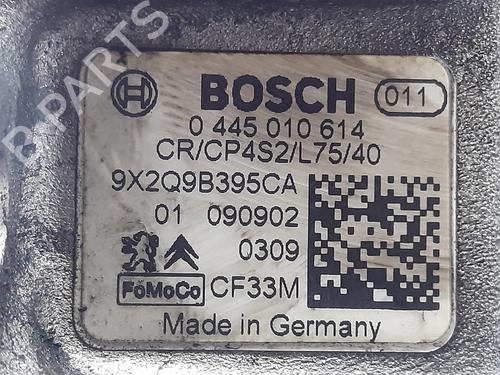 B-PARTS
BOSCH 011
0 445 010 614
CR/CP4S2/L75/40
9X2Q9B395CA
01 090902
0309
FoMoCo CF33M
Made in Germany